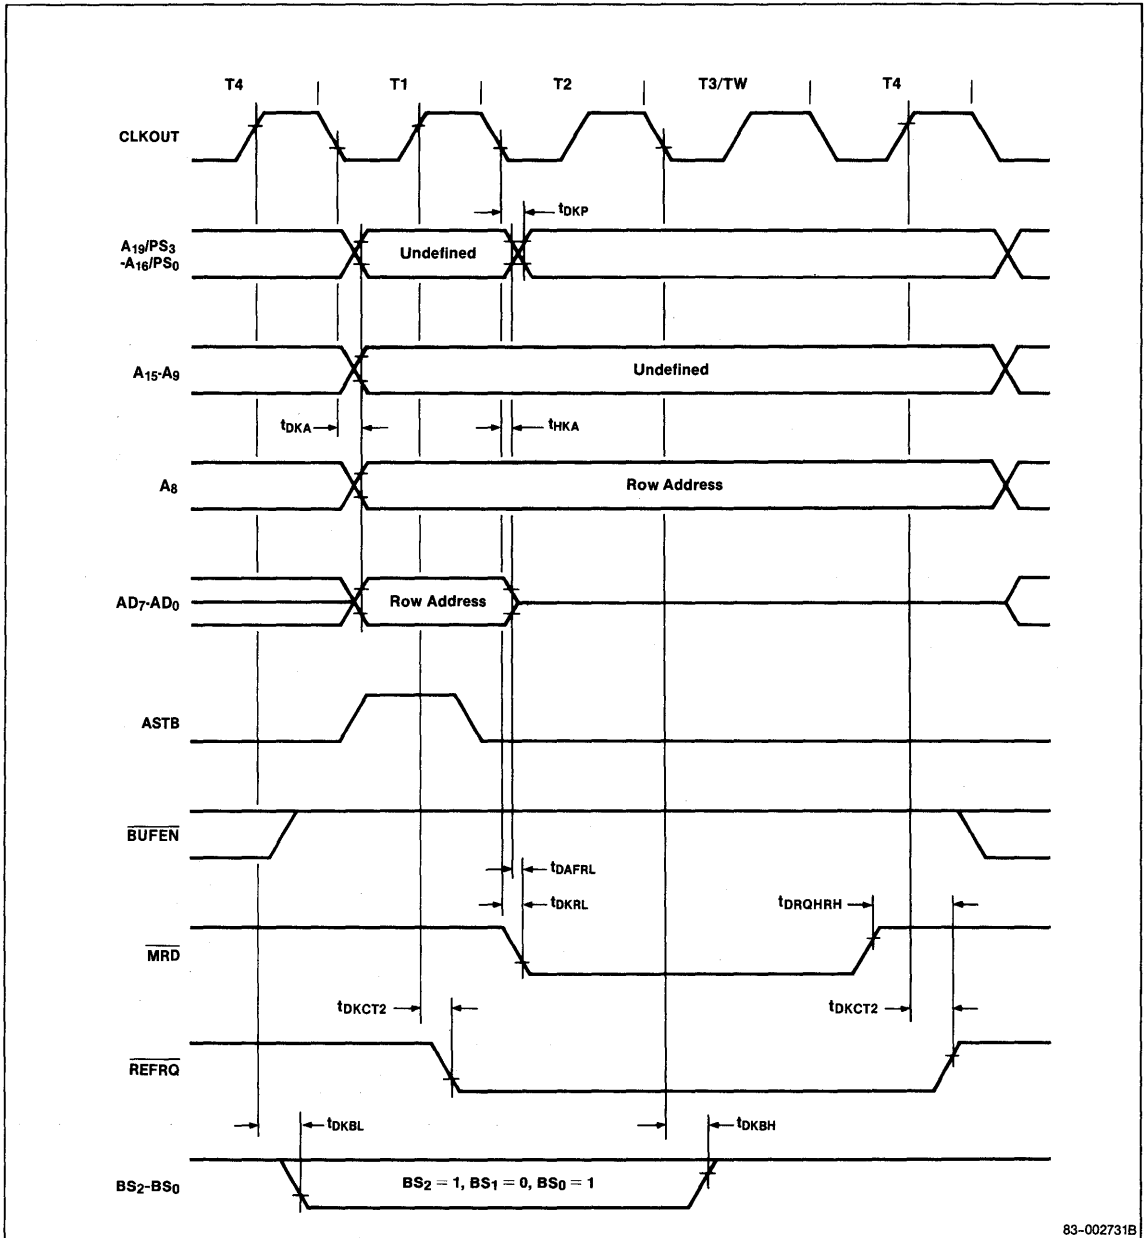 T4 T1 T2 T3/TW T4
CLKOUT
tDKP
A19/PS3
-A16/PS0
Undefined
A15-A9
Undefined
tDKA
tHKA
A8
Row Address
AD7-AD0
Row Address
ASTB
BUFEN
tDAFRL
tDKRL
tDRQHRH
MRD
tDKCT2
tDKCT2
REFRQ
tDKBL
tDKBH
BS2-BS0
BS2 = 1, BS1 = 0, BS0 = 1
83-002731B